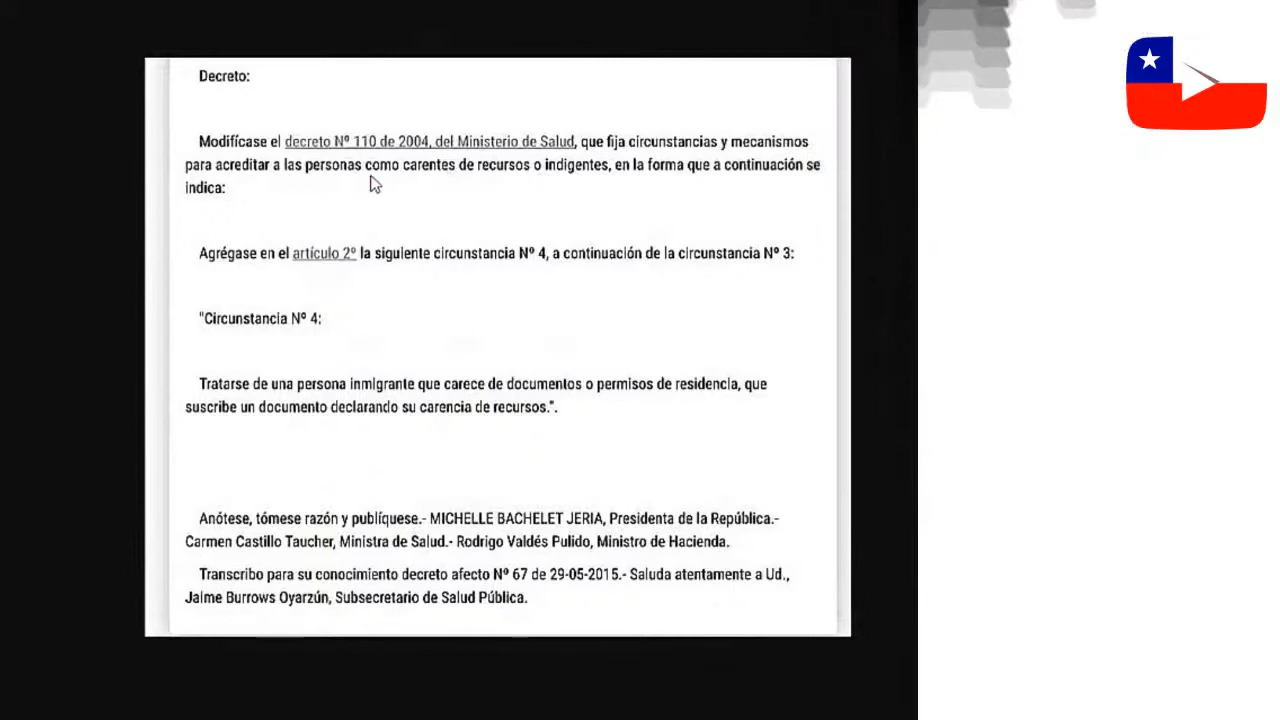 Decreto:
Modifícase el decreto Nº 110 de 2004, del Ministerio de Salud, que fija circunstancias y mecanismos
para acreditar a las personas como carentes de recursos o indigentes, en la forma que a continuación se
indica:
Agrégase en el artículo 2º la siguiente circunstancia Nº 4, a continuación de la circunstancia Nº 3:
"Circunstancia Nº 4:
Tratarse de una persona inmigrante que carece de documentos o permisos de residencia, que
suscribe un documento declarando su carencia de recursos.".
Anótese, tómese razón y publíquese.- MICHELLE BACHELET JERIA, Presidenta de la República.-
Carmen Castillo Taucher, Ministra de Salud.- Rodrigo Valdés Pulido, Ministro de Hacienda.
Transcribo para su conocimiento decreto afecto Nº 67 de 29-05-2015.- Saluda atentamente a Ud.,
Jaime Burrows Oyarzún, Subsecretario de Salud Pública.